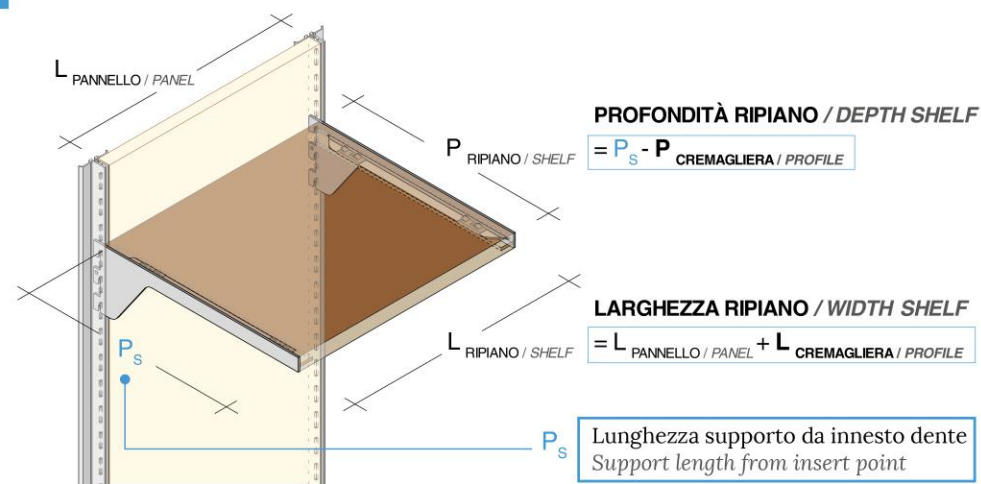 L PANNELLO / PANEL
P RIPIANO / SHELF
PROFONDITÀ RIPIANO / DEPTH SHELF
= PS - P CREMAGLIERA / PROFILE
LARGHEZZA RIPIANO / WIDTH SHELF
= L PANNELLO / PANEL + L CREMAGLIERA / PROFILE
L RIPIANO / SHELF
PS
PS
Lunghezza supporto da innesto dente
Support length from insert point